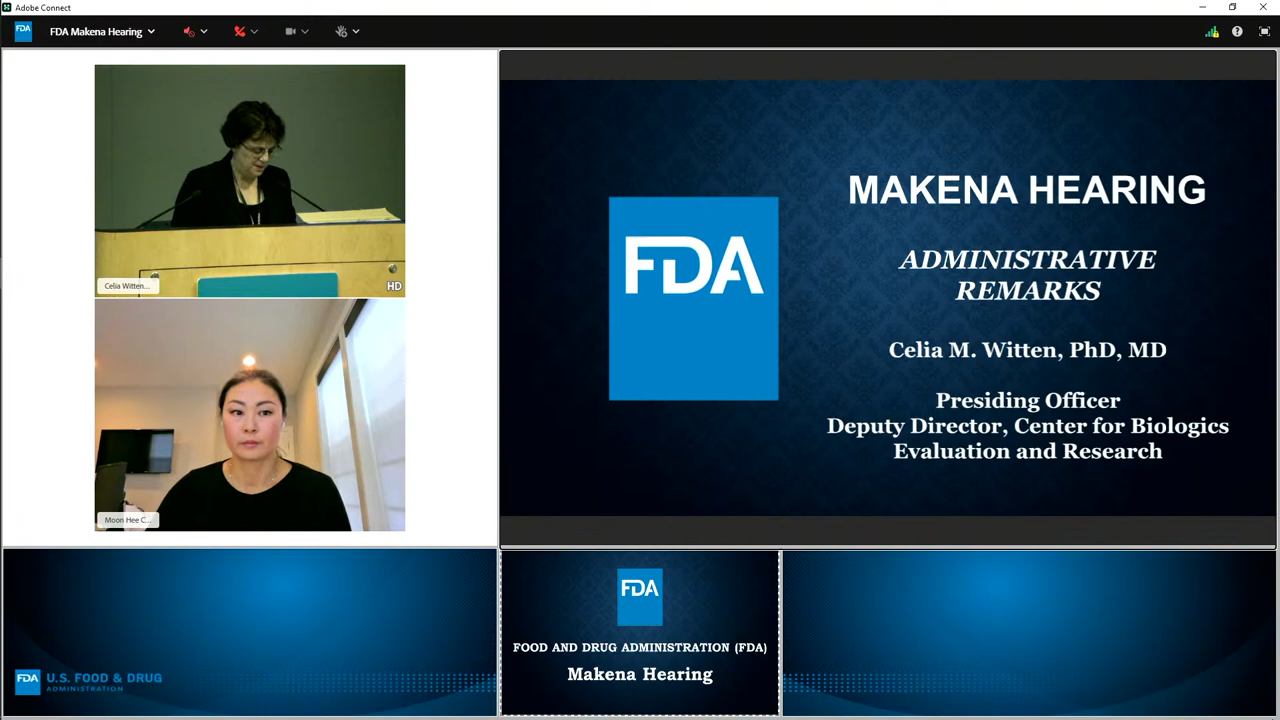 Adobe Connect
FDA
FDA Makena Hearing
Celia Witten...
HD
Moon Hee C...
FDA
MAKENA HEARING
ADMINISTRATIVE
REMARKS
Celia M. Witten, PhD, MD
Presiding Officer
Deputy Director, Center for Biologics
Evaluation and Research
FDA
U.S. FOOD & DRUG
ADMINISTRATION
FDA
FOOD AND DRUG ADMINISTRATION (FDA)
Makena Hearing